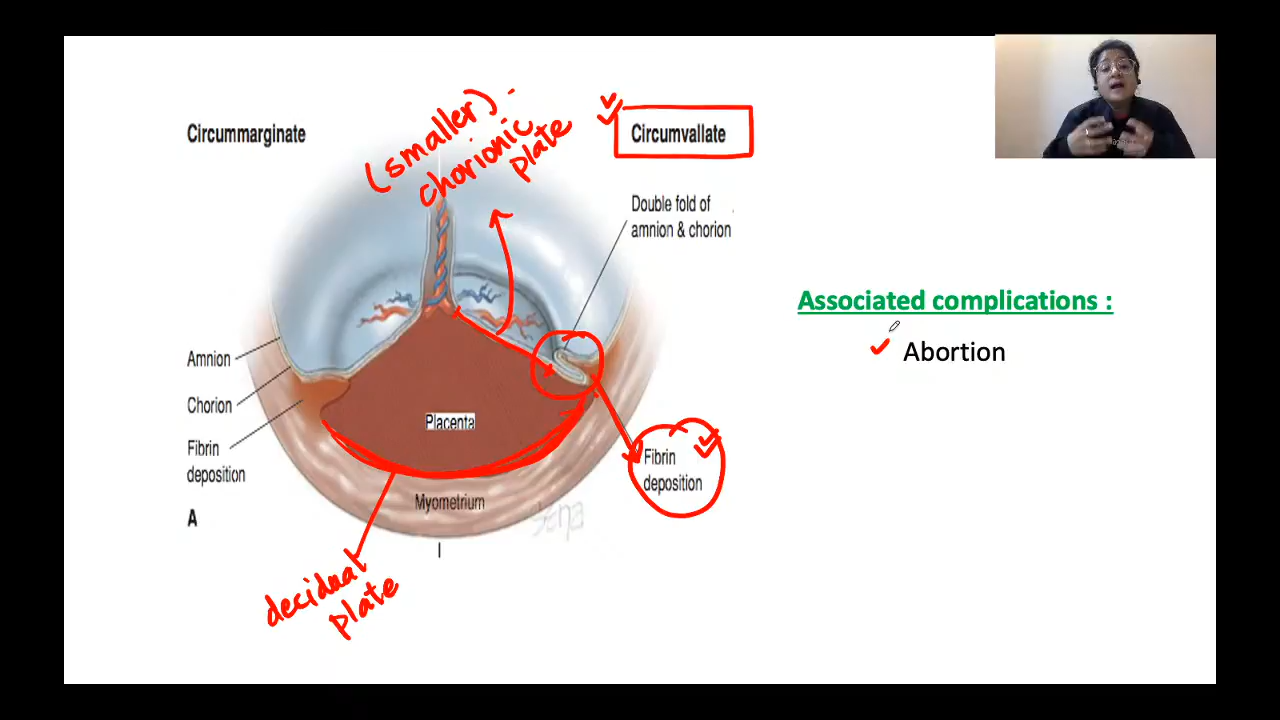 Circummarginate
(smaller)
chorionic
plate
Circumvallate
Double fold of
amnion & chorion
Associated complications :
Abortion
Amnion
Chorion
Fibrin
deposition
Placenta
Fibrin
deposition
Myometrium
A
decidual
plate